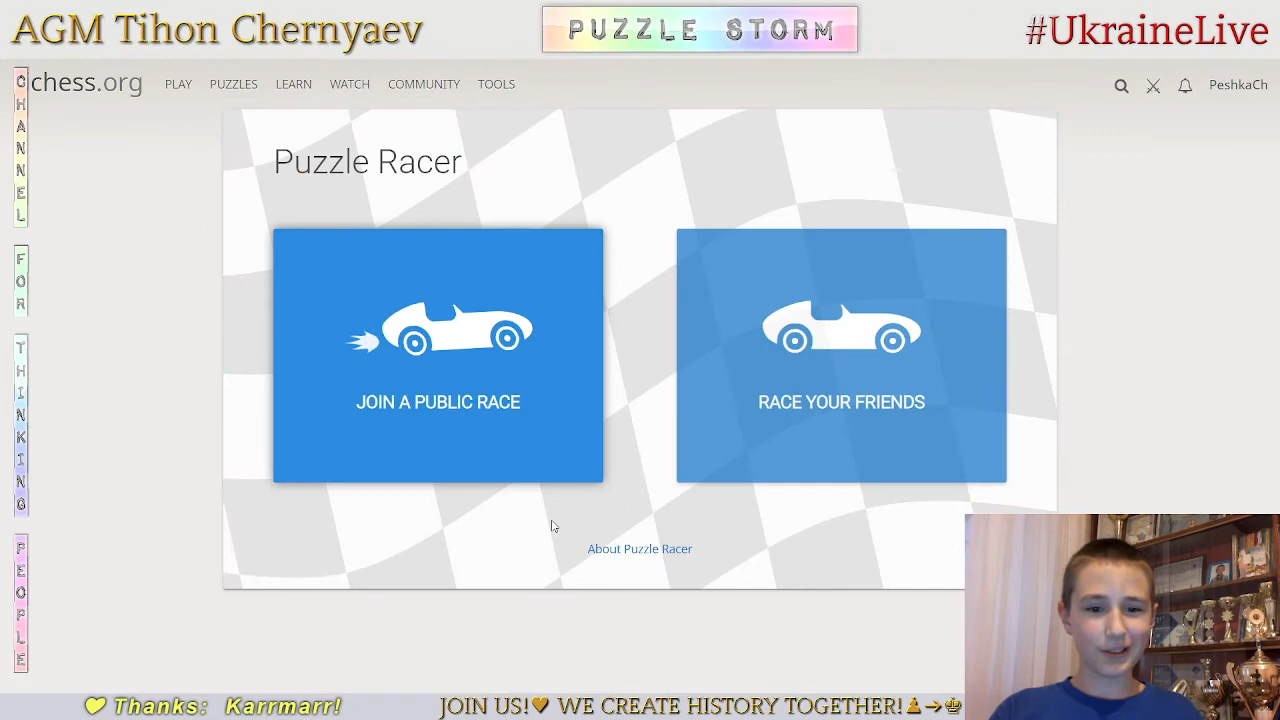 AGM Tihon Chernyaev
PUZZLE STORM
#UkraineLive
chess.org
PLAY
PUZZLES
LEARN
WATCH
COMMUNITY
TOOLS
PeshkaCh
CHANNEL
FOR
THINKING
PEOPLE
Puzzle Racer
JOIN A PUBLIC RACE
RACE YOUR FRIENDS
About Puzzle Racer
Thanks: Karrmarr!
JOIN US!♥ WE CREATE HISTORY TOGETHER!♟→♚